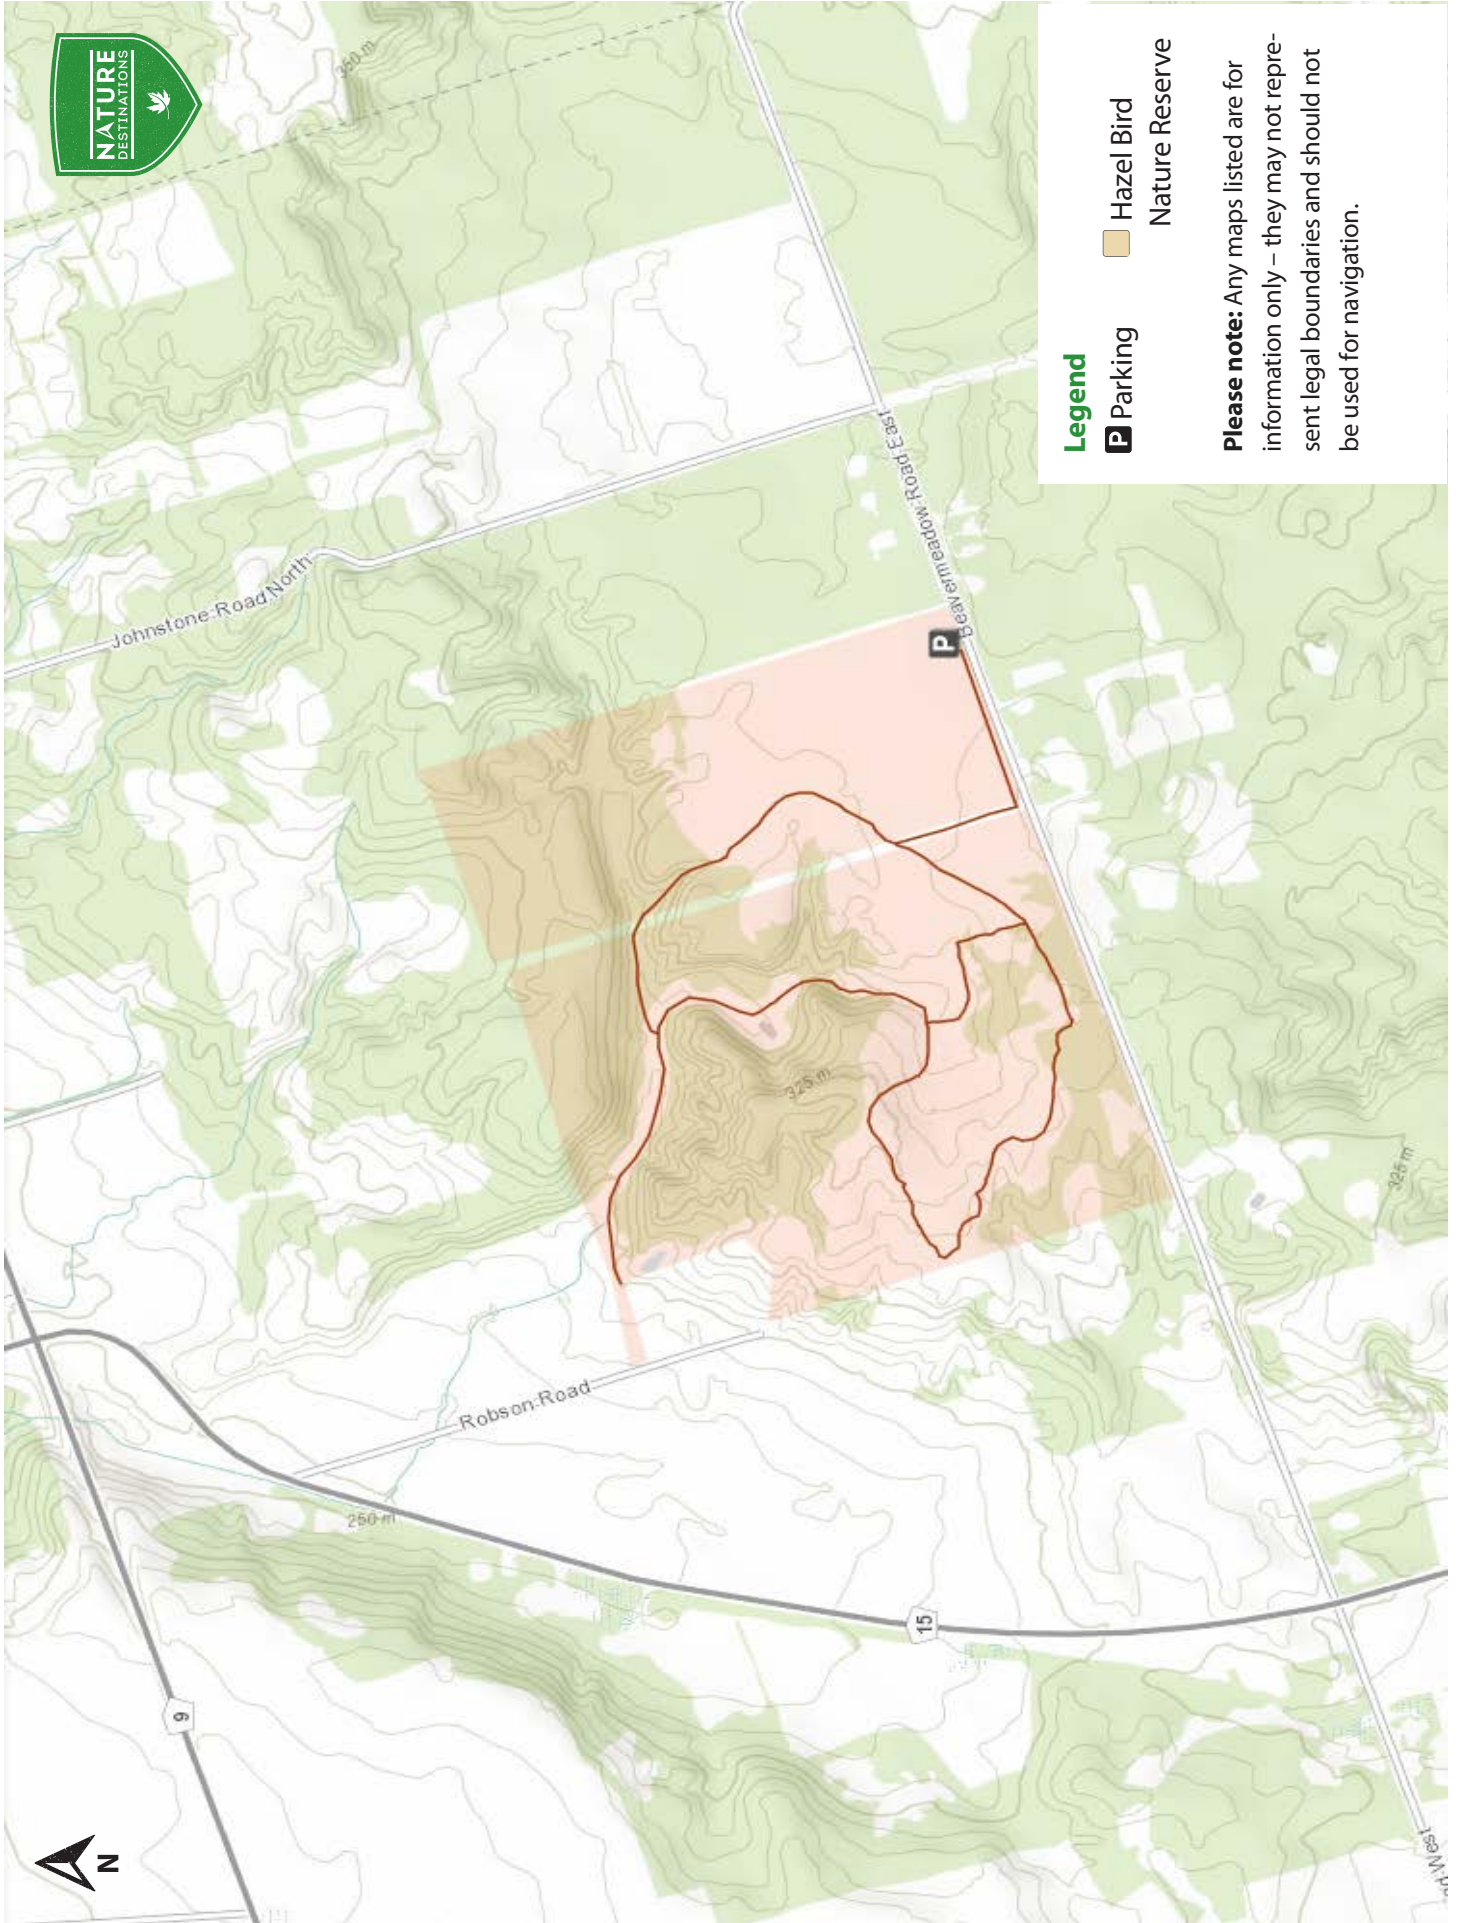 NATURE
DESTINATIONS
N
9
15
250 m
350 m
325 m
325 m
Robson Road
Johnstone Road North
Beavermeadow Road East
West
P
Legend
P Parking
Hazel Bird
Nature Reserve
Please note: Any maps listed are for
information only – they may not repre-
sent legal boundaries and should not
be used for navigation.